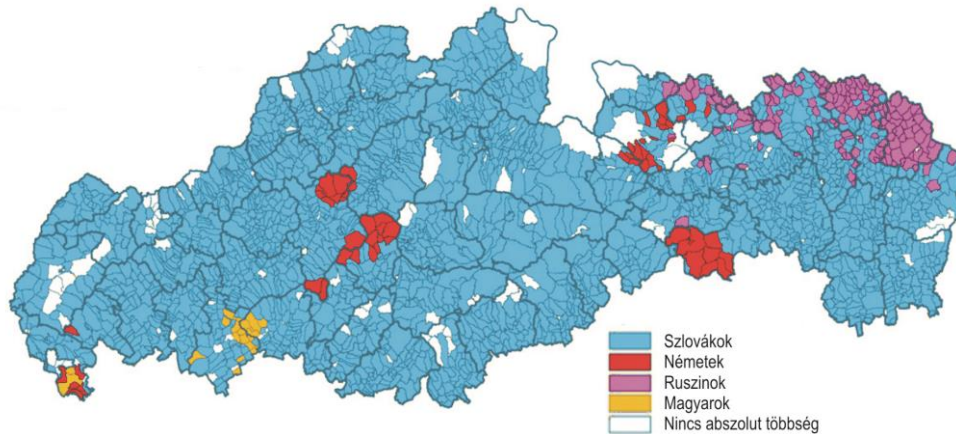 Szlovákok
Németek
Ruszinok
Magyarok
Nincs abszolut többség